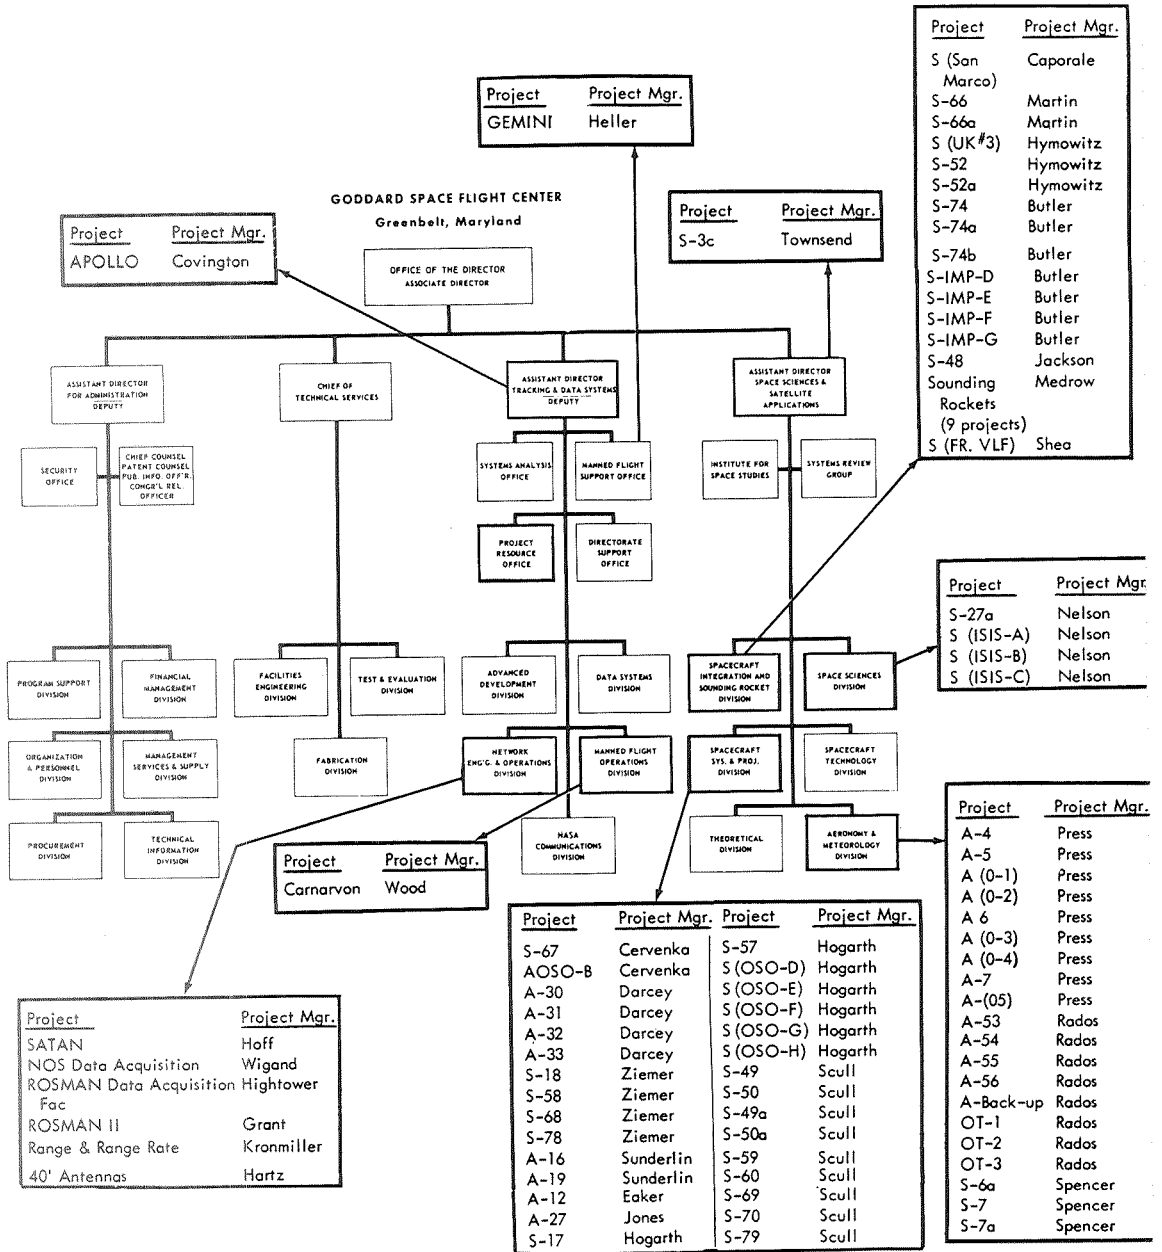 Project Project Mgr.
S (San Caporale
Marco)
S-66 Martin
S-66a Martin
S (UK#3) Hymowitz
S-52 Hymowitz
S-52a Hymowitz
S-74 Butler
S-74a Butler
S-74b Butler
S-IMP-D Butler
S-IMP-E Butler
S-IMP-F Butler
S-IMP-G Butler
S-48 Jackson
Sounding Medrow
Rockets
(9 projects)
S (FR. VLF) Shea
Project Project Mgr.
GEMINI Heller
GODDARD SPACE FLIGHT CENTER
Greenbelt, Maryland
Project Project Mgr.
S-3c Townsend
Project Project Mgr.
APOLLO Covington
OFFICE OF THE DIRECTOR
ASSOCIATE DIRECTOR
ASSISTANT DIRECTOR
FOR ADMINISTRATION
DEPUTY
CHIEF OF
TECHNICAL SERVICES
ASSISTANT DIRECTOR
TRACKING & DATA SYSTEMS
DEPUTY
ASSISTANT DIRECTOR
SPACE SCIENCES &
SATELLITE
APPLICATIONS
SECURITY
OFFICE
CHIEF COUNSEL
PATENT COUNSEL
PUB. INFO. OFF'R.
CONGR'L REL.
OFFICER
SYSTEMS ANALYSIS
OFFICE
MANNED FLIGHT
SUPPORT OFFICE
INSTITUTE FOR
SPACE STUDIES
SYSTEMS REVIEW
GROUP
PROJECT
RESOURCE
OFFICE
DIRECTORATE
SUPPORT
OFFICE
Project Project Mgr.
S-27a Nelson
S (ISIS-A) Nelson
S (ISIS-B) Nelson
S (ISIS-C) Nelson
PROGRAM SUPPORT
DIVISION
FINANCIAL
MANAGEMENT
DIVISION
FACILITIES
ENGINEERING
DIVISION
TEST & EVALUATION
DIVISION
ADVANCED
DEVELOPMENT
DIVISION
DATA SYSTEMS
DIVISION
SPACECRAFT
INTEGRATION AND
SOUNDING ROCKET
DIVISION
SPACE SCIENCES
DIVISION
ORGANIZATION
& PERSONNEL
DIVISION
MANAGEMENT
SERVICES & SUPPLY
DIVISION
FABRICATION
DIVISION
NETWORK
ENG'G. & OPERATIONS
DIVISION
MANNED FLIGHT
OPERATIONS
DIVISION
SPACECRAFT
SYS. & PROJ.
DIVISION
SPACECRAFT
TECHNOLOGY
DIVISION
PROCUREMENT
DIVISION
TECHNICAL
INFORMATION
DIVISION
NASA
COMMUNICATIONS
DIVISION
THEORETICAL
DIVISION
AERONOMY &
METEOROLOGY
DIVISION
Project Project Mgr.
Carnarvon Wood
Project Project Mgr.
A-4 Press
A-5 Press
A (0-1) Press
A (0-2) Press
A 6 Press
A (0-3) Press
A (0-4) Press
A-7 Press
A-(05) Press
A-53 Rados
A-54 Rados
A-55 Rados
A-56 Rados
A-Back-up Rados
OT-1 Rados
OT-2 Rados
OT-3 Rados
S-6a Spencer
S-7 Spencer
S-7a Spencer
Project Project Mgr. Project Project Mgr.
S-67 Cervenka S-57 Hogarth
AOSO-B Cervenka S (OSO-D) Hogarth
A-30 Darcey S (OSO-E) Hogarth
A-31 Darcey S (OSO-F) Hogarth
A-32 Darcey S (OSO-G) Hogarth
A-33 Darcey S (OSO-H) Hogarth
S-18 Ziemer S-49 Scull
S-58 Ziemer S-50 Scull
S-68 Ziemer S-49a Scull
S-78 Ziemer S-50a Scull
A-16 Sunderlin S-59 Scull
A-19 Sunderlin S-60 Scull
A-12 Eaker S-69 Scull
A-27 Jones S-70 Scull
S-17 Hogarth S-79 Scull
Project Project Mgr.
SATAN Hoff
NOS Data Acquisition Wigand
ROSMAN Data Acquisition Hightower
Fac
ROSMAN II Grant
Range & Range Rate Kronmiller
40' Antennas Hartz